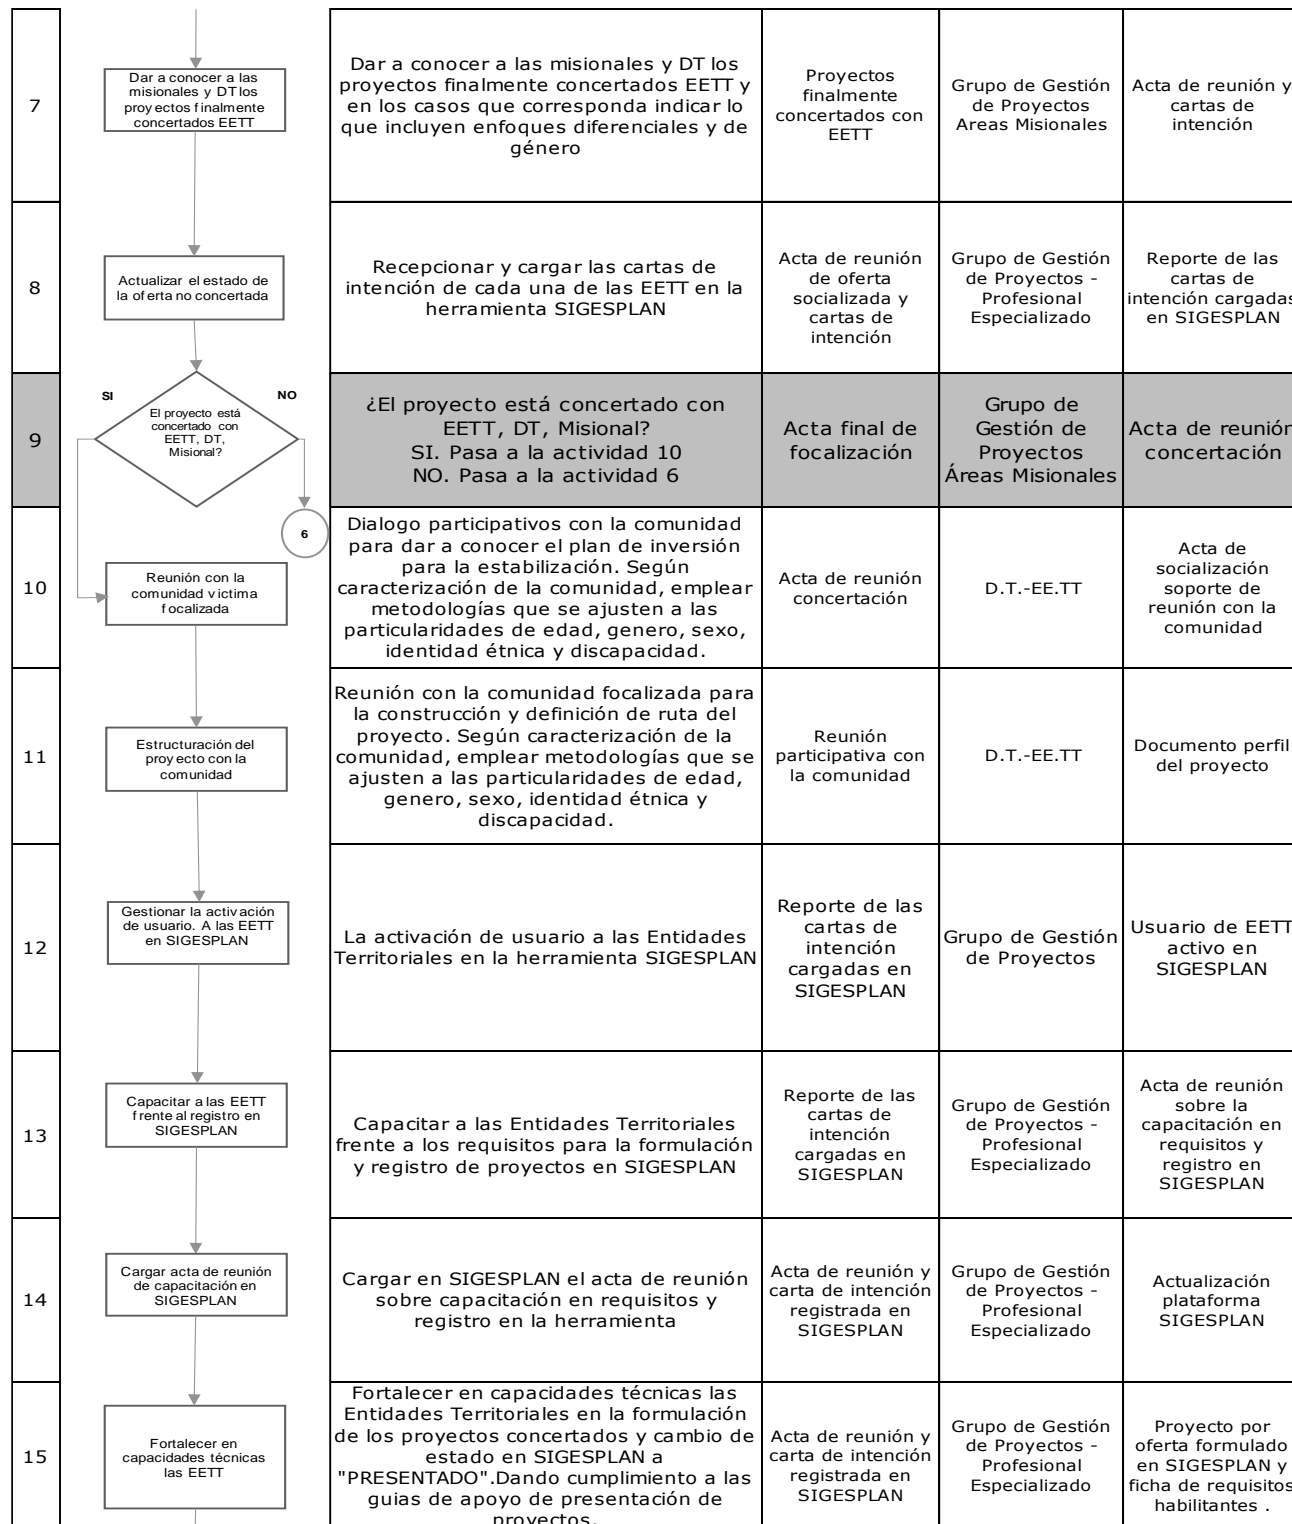 7
Dar a conocer a las
misionales y DT los
proyectos finalmente
concertados EETT
Dar a conocer a las misionales y DT los
proyectos finalmente concertados EETT y
en los casos que corresponda indicar lo
que incluyen enfoques diferenciales y de
género
Proyectos
finalmente
concertados con
EETT
Grupo de Gestión
de Proyectos
Areas Misionales
Acta de reunión y
cartas de
intención
8
Actualizar el estado de
la oferta no concertada
Recepcionar y cargar las cartas de
intención de cada una de las EETT en la
herramienta SIGESPLAN
Acta de reunión
de oferta
socializada y
cartas de
intención
Grupo de Gestión
de Proyectos -
Profesional
Especializado
Reporte de las
cartas de
intención cargadas
en SIGESPLAN
9
SI
NO
El proyecto está
concertado con
EETT, DT,
Misional?
6
¿El proyecto está concertado con
EETT, DT, Misional?
SI. Pasa a la actividad 10
NO. Pasa a la actividad 6
Acta final de
focalización
Grupo de
Gestión de
Proyectos
Áreas Misionales
Acta de reunión
concertación
10
Reunión con la
comunidad victima
focalizada
Dialogo participativos con la comunidad
para dar a conocer el plan de inversión
para la estabilización. Según
caracterización de la comunidad, emplear
metodologías que se ajusten a las
particularidades de edad, genero, sexo,
identidad étnica y discapacidad.
Acta de reunión
concertación
D.T.-EE.TT
Acta de
socialización
soporte de
reunión con la
comunidad
11
Estructuración del
proyecto con la
comunidad
Reunión con la comunidad focalizada para
la construcción y definición de ruta del
proyecto. Según caracterización de la
comunidad, emplear metodologías que se
ajusten a las particularidades de edad,
genero, sexo, identidad étnica y
discapacidad.
Reunión
participativa con
la comunidad
D.T.-EE.TT
Documento perfil
del proyecto
12
Gestionar la activación
de usuario. A las EETT
en SIGESPLAN
La activación de usuario a las Entidades
Territoriales en la herramienta SIGESPLAN
Reporte de las
cartas de
intención
cargadas en
SIGESPLAN
Grupo de Gestión
de Proyectos
Usuario de EETT
activo en
SIGESPLAN
13
Capacitar a las EETT
frente al registro en
SIGESPLAN
Capacitar a las Entidades Territoriales
frente a los requisitos para la formulación
y registro de proyectos en SIGESPLAN
Reporte de las
cartas de
intención
cargadas en
SIGESPLAN
Grupo de Gestión
de Proyectos -
Profesional
Especializado
Acta de reunión
sobre la
capacitación en
requisitos y
registro en
SIGESPLAN
14
Cargar acta de reunión
de capacitación en
SIGESPLAN
Cargar en SIGESPLAN el acta de reunión
sobre capacitación en requisitos y
registro en la herramienta
Acta de reunión y
carta de intención
registrada en
SIGESPLAN
Grupo de Gestión
de Proyectos -
Profesional
Especializado
Actualización
plataforma
SIGESPLAN
15
Fortalecer en
capacidades técnicas
las EETT
Fortalecer en capacidades técnicas las
Entidades Territoriales en la formulación
de los proyectos concertados y cambio de
estado en SIGESPLAN a
"PRESENTADO".Dando cumplimiento a las
guias de apoyo de presentación de
proyectos.
Acta de reunión y
carta de intención
registrada en
SIGESPLAN
Grupo de Gestión
de Proyectos -
Profesional
Especializado
Proyecto por
oferta formulado
en SIGESPLAN y
ficha de requisitos
habilitantes .